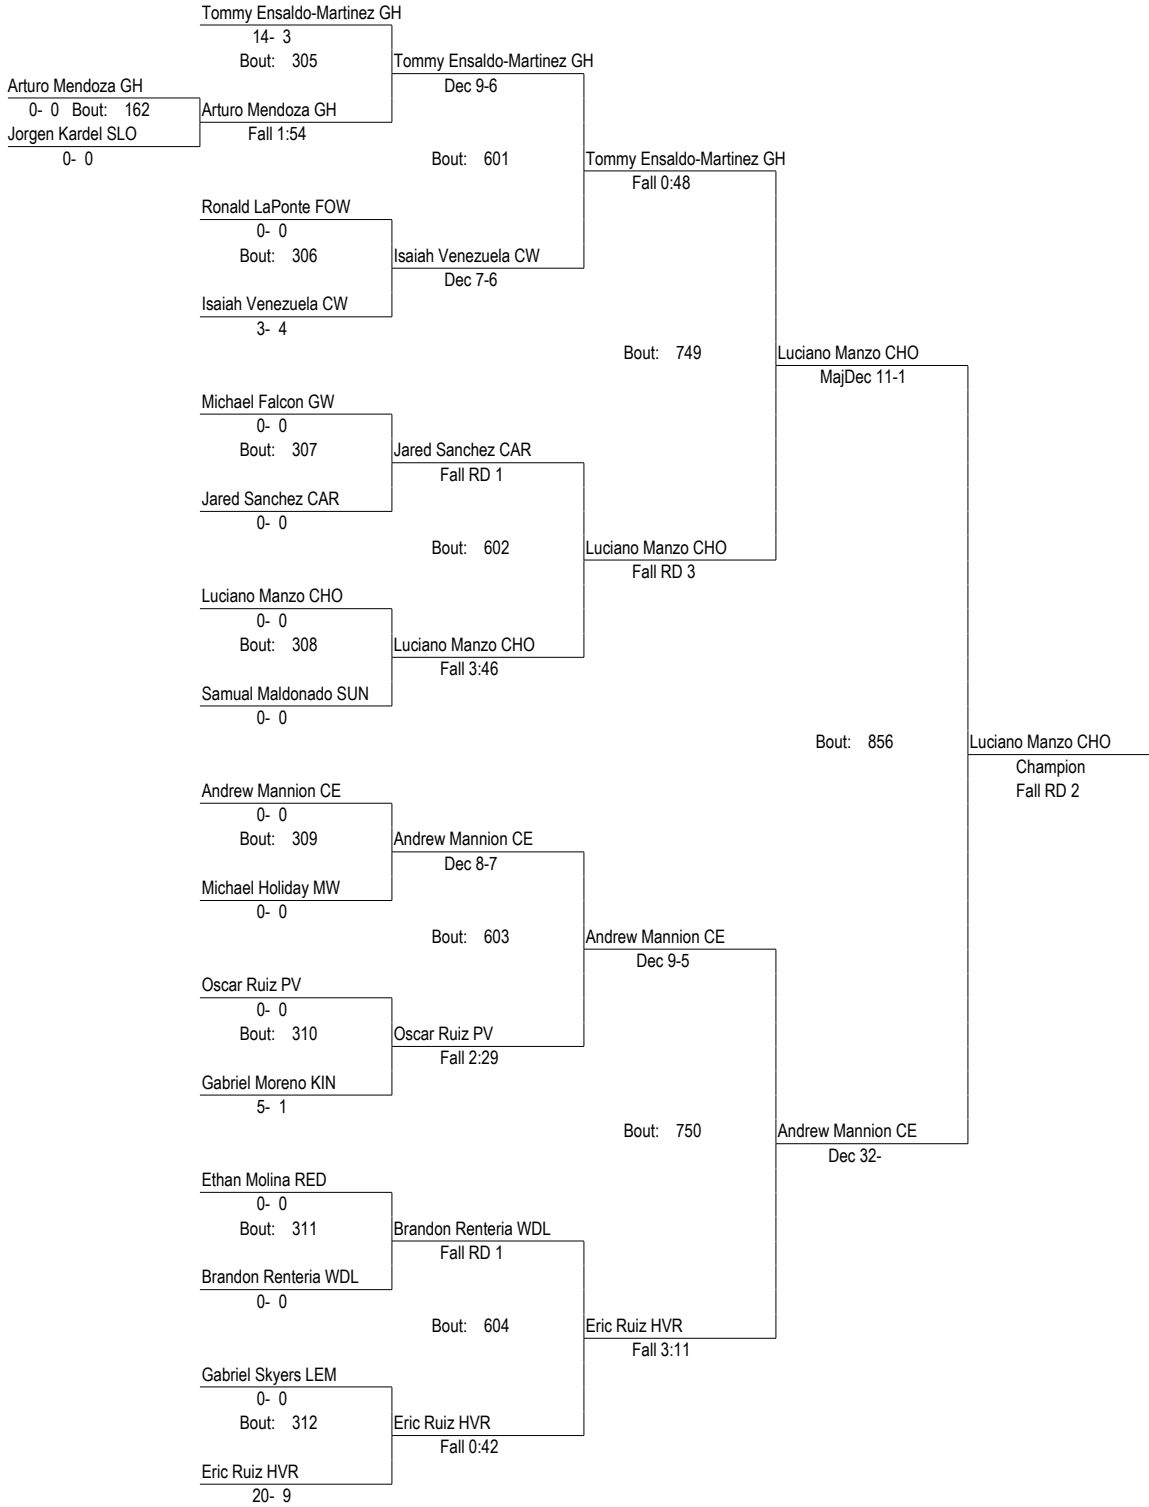 Tommy Ensaldo-Martinez GH
14- 3
Bout: 305
Tommy Ensaldo-Martinez GH
Dec 9-6
Arturo Mendoza GH
0- 0 Bout: 162
Arturo Mendoza GH
Fall 1:54
Jorgen Kardel SLO
0- 0
Bout: 601
Tommy Ensaldo-Martinez GH
Fall 0:48
Ronald LaPonte FOW
0- 0
Bout: 306
Isaiah Venezuela CW
Dec 7-6
Isaiah Venezuela CW
3- 4
Bout: 749
Luciano Manzo CHO
MajDec 11-1
Michael Falcon GW
0- 0
Bout: 307
Jared Sanchez CAR
Fall RD 1
Jared Sanchez CAR
0- 0
Bout: 602
Luciano Manzo CHO
Fall RD 3
Luciano Manzo CHO
0- 0
Bout: 308
Luciano Manzo CHO
Fall 3:46
Samual Maldonado SUN
0- 0
Bout: 856
Luciano Manzo CHO
Champion
Fall RD 2
Andrew Mannion CE
0- 0
Bout: 309
Andrew Mannion CE
Dec 8-7
Michael Holiday MW
0- 0
Bout: 603
Andrew Mannion CE
Dec 9-5
Oscar Ruiz PV
0- 0
Bout: 310
Oscar Ruiz PV
Fall 2:29
Gabriel Moreno KIN
5- 1
Bout: 750
Andrew Mannion CE
Dec 32-
Ethan Molina RED
0- 0
Bout: 311
Brandon Renteria WDL
Fall RD 1
Brandon Renteria WDL
0- 0
Bout: 604
Eric Ruiz HVR
Fall 3:11
Gabriel Skyers LEM
0- 0
Bout: 312
Eric Ruiz HVR
Fall 0:42
Eric Ruiz HVR
20- 9